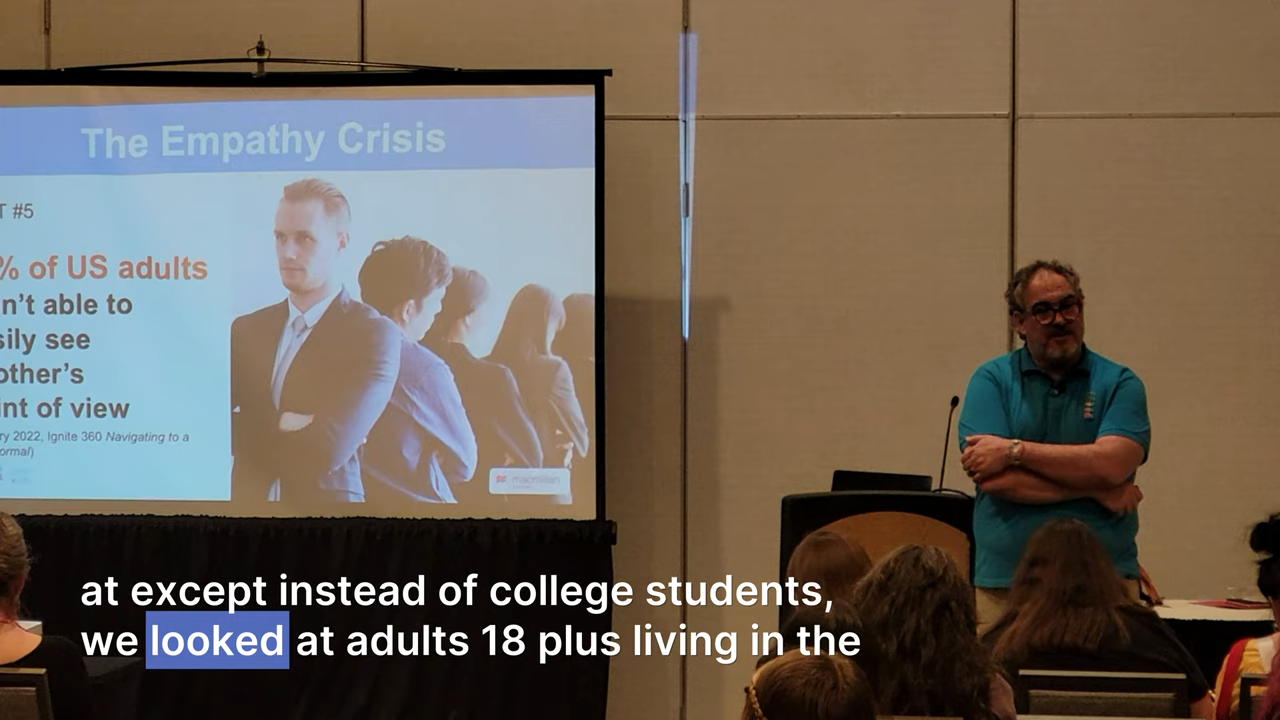 The Empathy Crisis
T #5
% of US adults
n't able to
sily see
other's
int of view
ry 2022, Ignite 360 Navigating to a
ormal)
macmillan
at except instead of college students,
we looked at adults 18 plus living in the